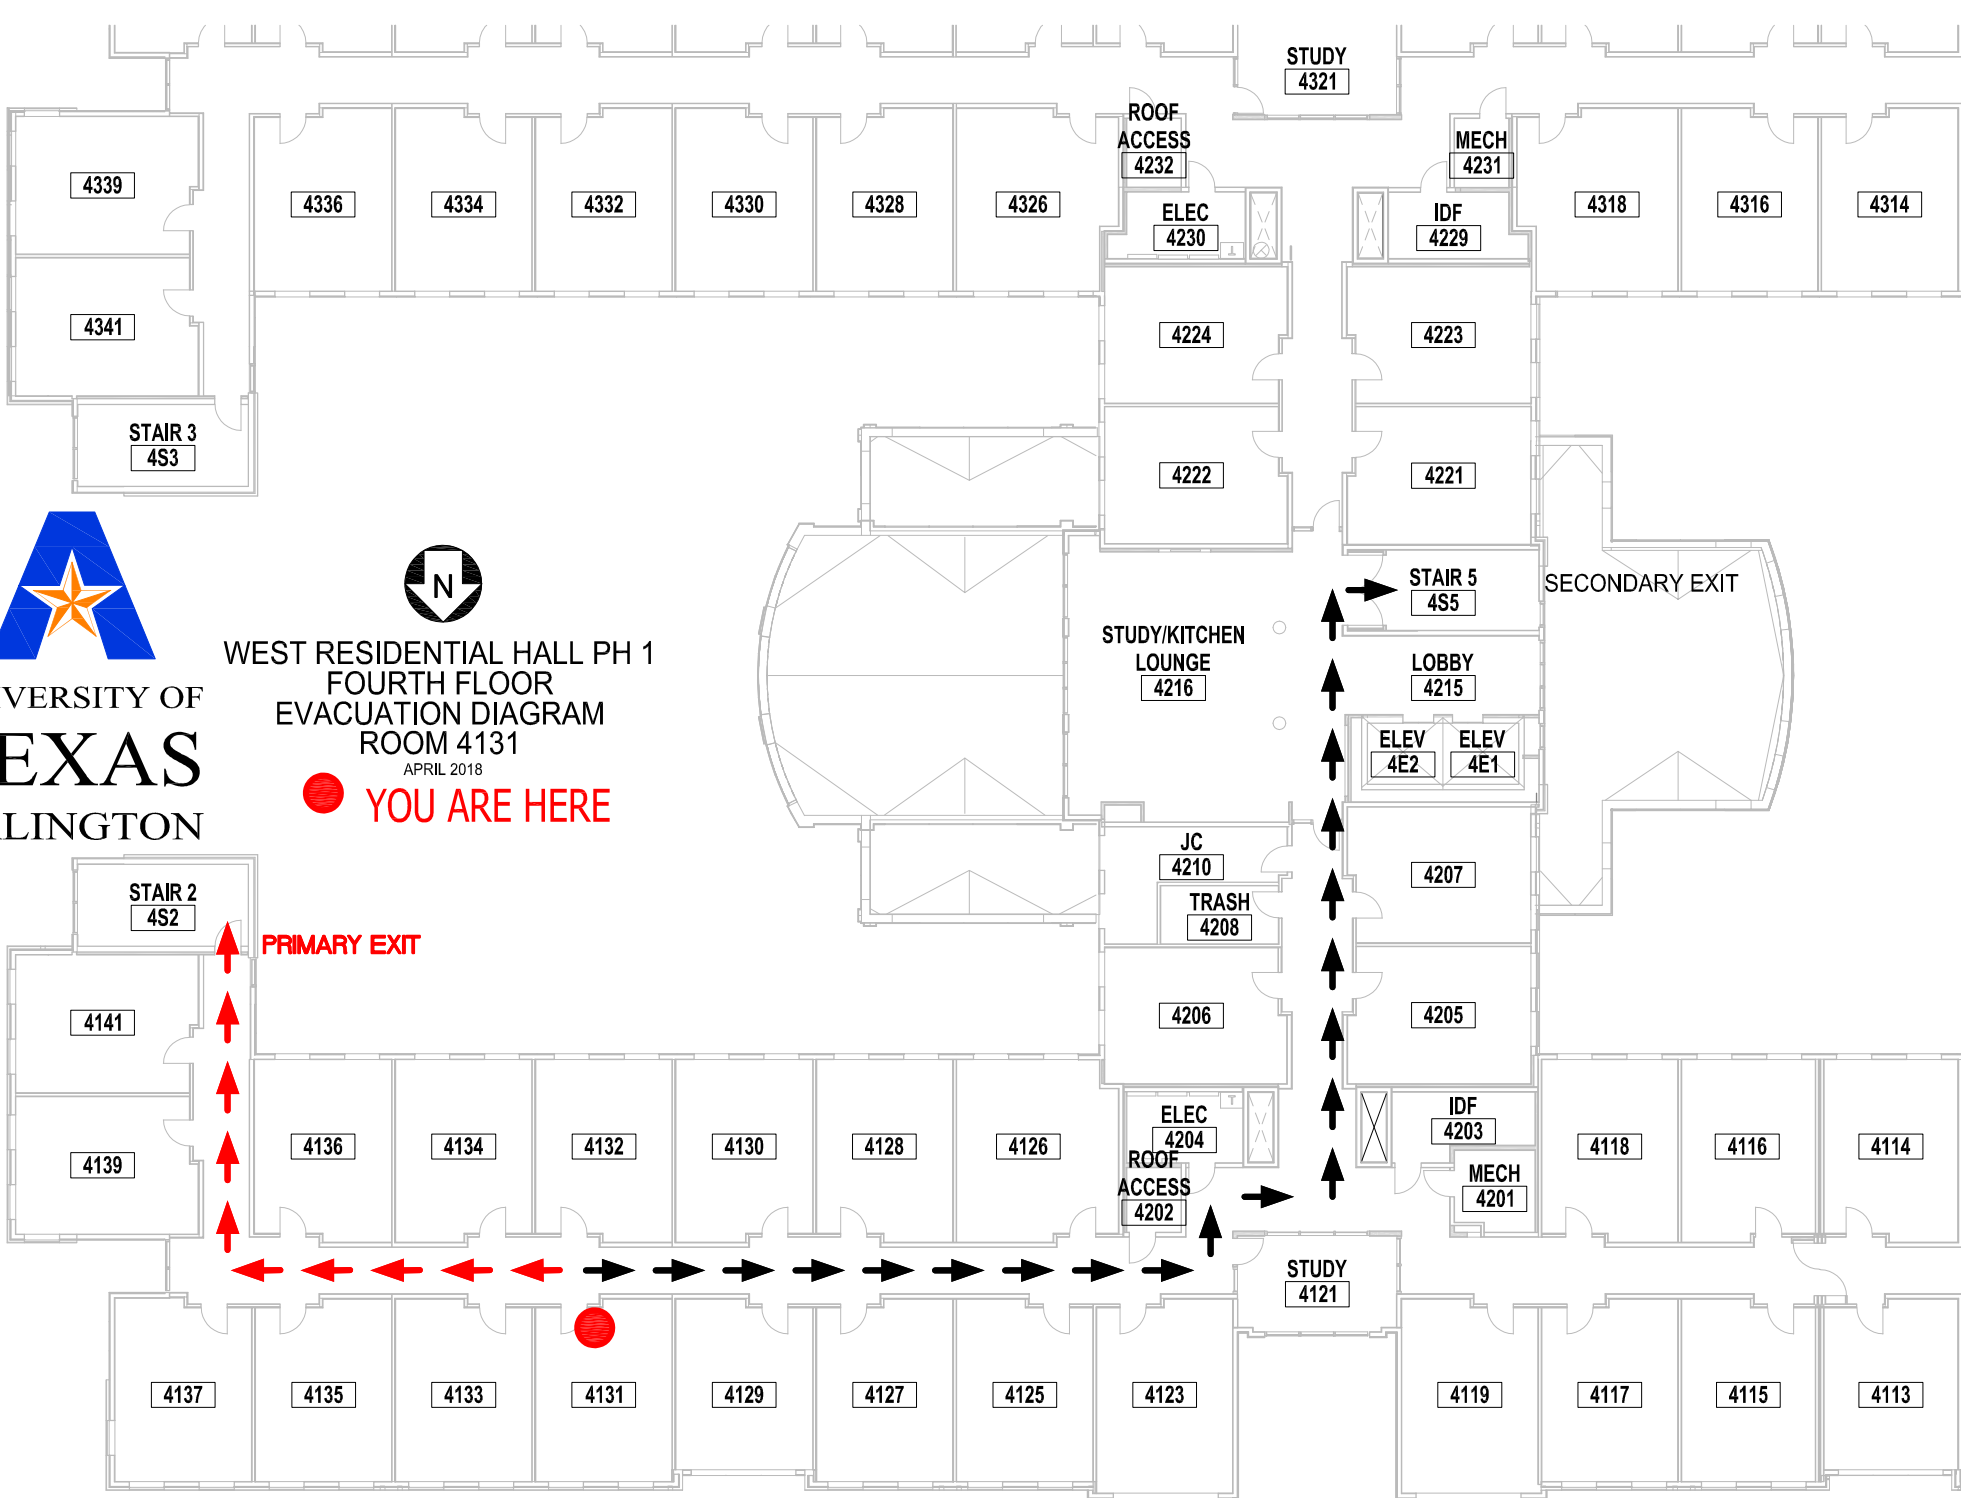 STUDY
4321
ROOF
ACCESS
4232
MECH
4231
4339
4336
4334
4332
4330
4328
4326
4318
4316
4314
ELEC
4230
IDF
4229
4341
4224
4223
STAIR 3
4S3
4222
4221
N
WEST RESIDENTIAL HALL PH 1
FOURTH FLOOR
EVACUATION DIAGRAM
ROOM 4131
APRIL 2018
YOU ARE HERE
VERSITY OF
EXAS
LINGTON
STAIR 5
4S5
SECONDARY EXIT
STUDY/KITCHEN
LOUNGE
4216
LOBBY
4215
ELEV
4E2
ELEV
4E1
JC
4210
4207
TRASH
4208
STAIR 2
4S2
PRIMARY EXIT
4141
4206
4205
4139
4136
4134
4132
4130
4128
4126
ELEC
4204
IDF
4203
4118
4116
4114
ROOF
ACCESS
4202
MECH
4201
STUDY
4121
4137
4135
4133
4131
4129
4127
4125
4123
4119
4117
4115
4113